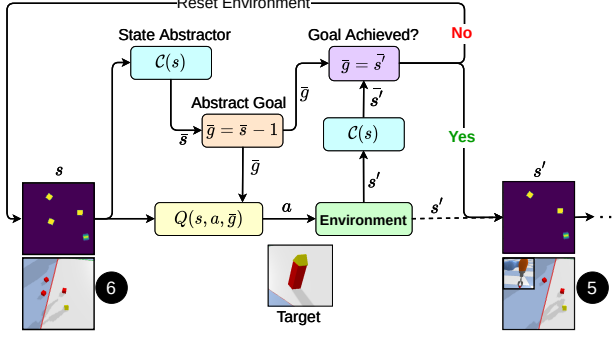 Reset Environment
No
State Abstractor
Goal Achieved?
C(s)
g̅ = s̅′
Abstract Goal
g̅
s̅
g̅ = s̅ − 1
s̅′
C(s)
Yes
g̅
s
s′
s′
Q(s, a, g̅)
a
Environment
s′
6
5
Target